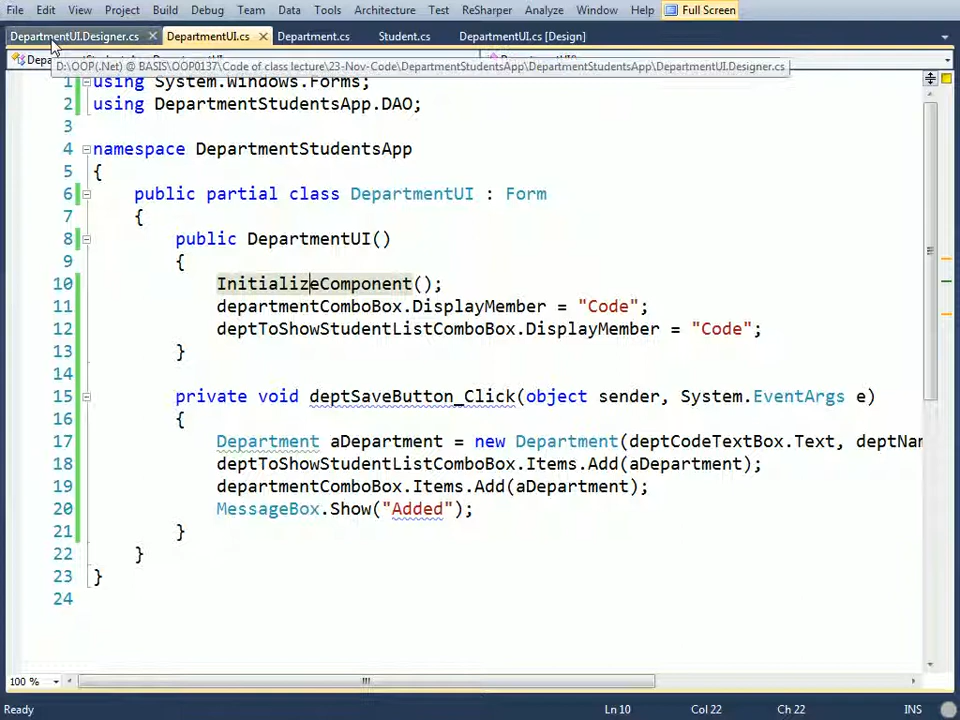 File Edit View Project Build Debug Team Data Tools Architecture Test ReSharper Analyze Window Help Full Screen
DepartmentUI.Designer.cs DepartmentUI.cs Department.cs Student.cs DepartmentUI.cs [Design]
D:\OOP(.Net) @ BASIS\OOP0137\Code of class lecture\23-Nov-Code\DepartmentStudentsApp\DepartmentStudentsApp\DepartmentUI.Designer.cs
1 using System.Windows.Forms;
2 using DepartmentStudentsApp.DAO;
3
4 namespace DepartmentStudentsApp
5 {
6 public partial class DepartmentUI : Form
7 {
8 public DepartmentUI()
9 {
10 InitializeComponent();
11 departmentComboBox.DisplayMember = "Code";
12 deptToShowStudentListComboBox.DisplayMember = "Code";
13 }
14
15 private void deptSaveButton_Click(object sender, System.EventArgs e)
16 {
17 Department aDepartment = new Department(deptCodeTextBox.Text, deptNam
18 deptToShowStudentListComboBox.Items.Add(aDepartment);
19 departmentComboBox.Items.Add(aDepartment);
20 MessageBox.Show("Added");
21 }
22 }
23 }
24
100 %
Ready Ln 10 Col 22 Ch 22 INS